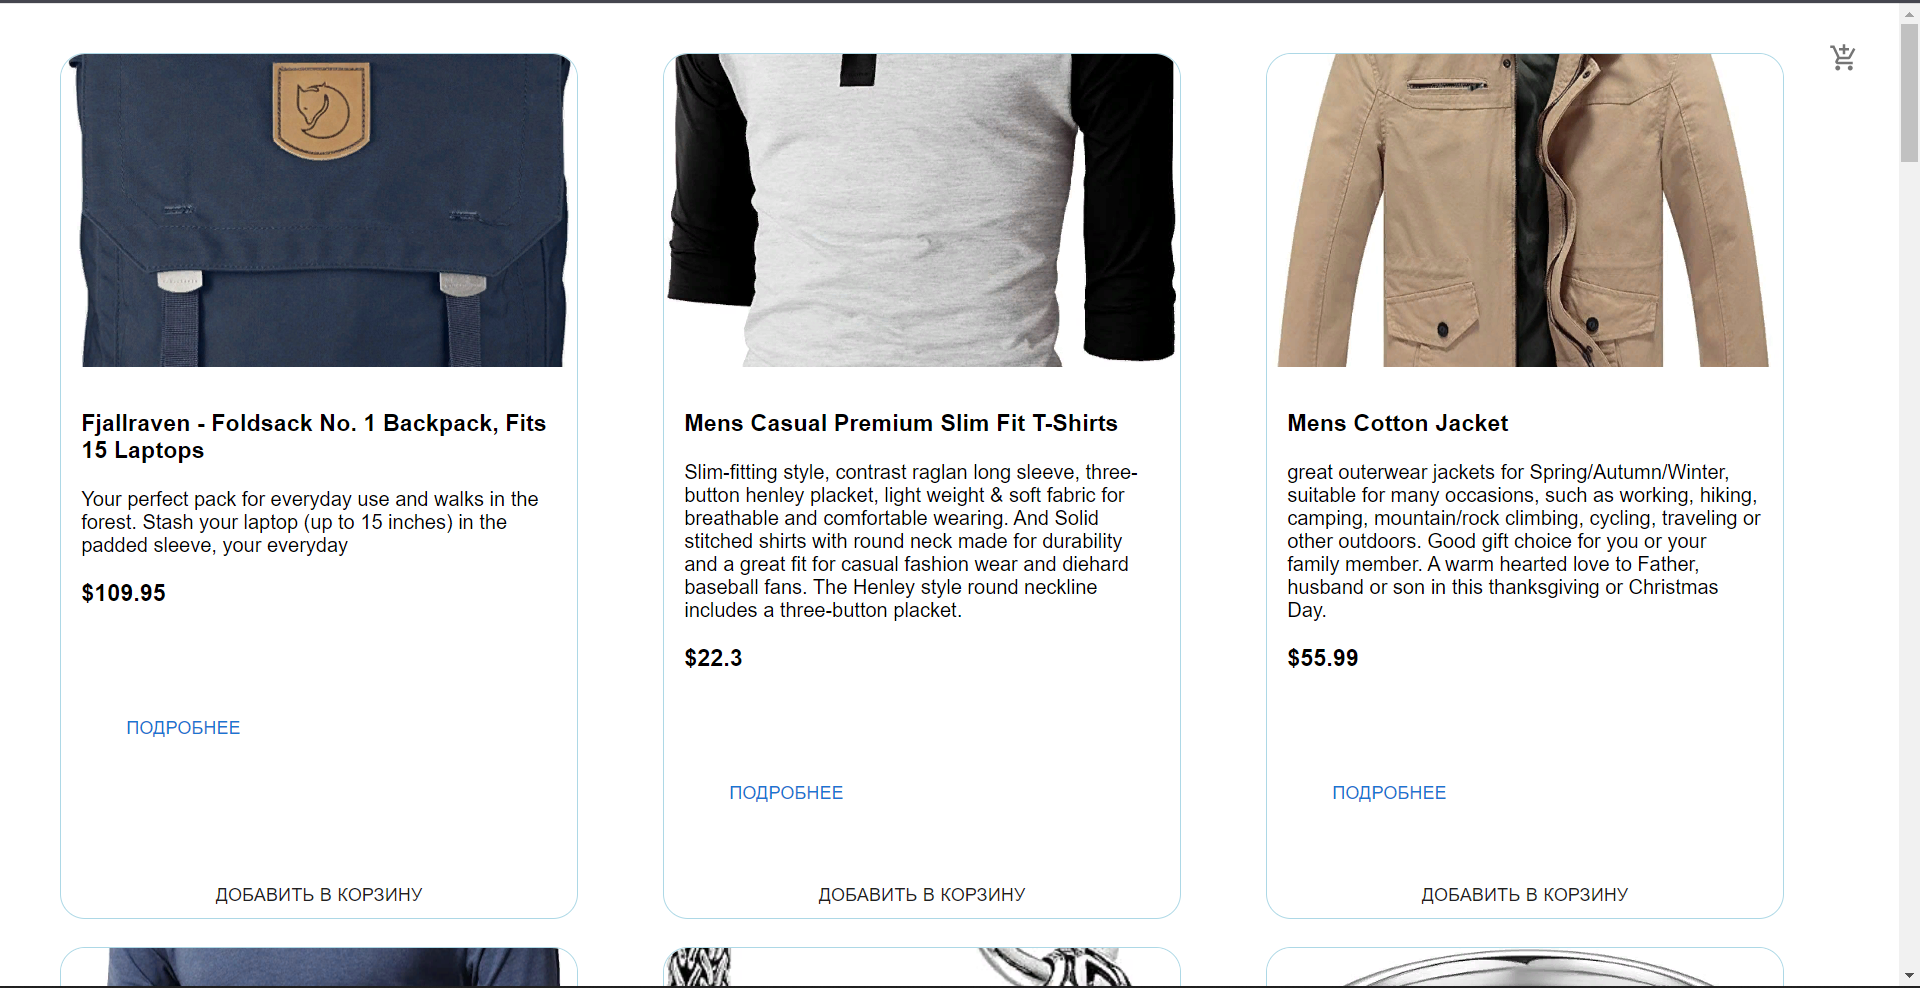 Fjallraven - Foldsack No. 1 Backpack, Fits
15 Laptops
Your perfect pack for everyday use and walks in the
forest. Stash your laptop (up to 15 inches) in the
padded sleeve, your everyday
$109.95
ПОДРОБНЕЕ
ДОБАВИТЬ В КОРЗИНУ
Mens Casual Premium Slim Fit T-Shirts
Slim-fitting style, contrast raglan long sleeve, three-
button henley placket, light weight & soft fabric for
breathable and comfortable wearing. And Solid
stitched shirts with round neck made for durability
and a great fit for casual fashion wear and diehard
baseball fans. The Henley style round neckline
includes a three-button placket.
$22.3
ПОДРОБНЕЕ
ДОБАВИТЬ В КОРЗИНУ
Mens Cotton Jacket
great outerwear jackets for Spring/Autumn/Winter,
suitable for many occasions, such as working, hiking,
camping, mountain/rock climbing, cycling, traveling or
other outdoors. Good gift choice for you or your
family member. A warm hearted love to Father,
husband or son in this thanksgiving or Christmas
Day.
$55.99
ПОДРОБНЕЕ
ДОБАВИТЬ В КОРЗИНУ